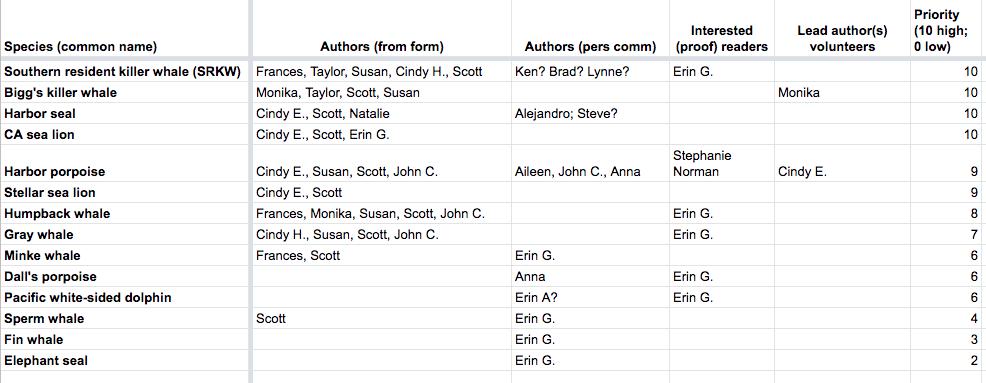 Species (common name) Authors (from form) Authors (pers comm) Interested (proof) readers Lead author(s) volunteers Priority (10 high; 0 low)
Southern resident killer whale (SRKW) Frances, Taylor, Susan, Cindy H., Scott Ken? Brad? Lynne? Erin G. 10
Bigg's killer whale Monika, Taylor, Scott, Susan Monika 10
Harbor seal Cindy E., Scott, Natalie Alejandro; Steve? 10
CA sea lion Cindy E., Scott, Erin G. 10
Harbor porpoise Cindy E., Susan, Scott, John C. Aileen, John C., Anna Stephanie Norman Cindy E. 9
Stellar sea lion Cindy E., Scott 9
Humpback whale Frances, Monika, Susan, Scott, John C. Erin G. 8
Gray whale Cindy H., Susan, Scott, John C. Erin G. 7
Minke whale Frances, Scott Erin G. 6
Dall's porpoise Anna Erin G. 6
Pacific white-sided dolphin Erin A? Erin G. 6
Sperm whale Scott Erin G. 4
Fin whale Erin G. 3
Elephant seal Erin G. 2